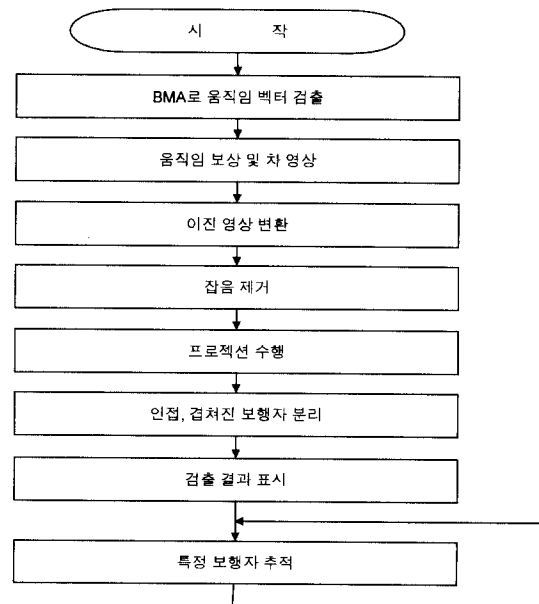 시 작
BMA로 움직임 벡터 검출
움직임 보상 및 차 영상
이진 영상 변환
잡음 제거
프로젝션 수행
인접, 겹쳐진 보행자 분리
검출 결과 표시
특정 보행자 추적